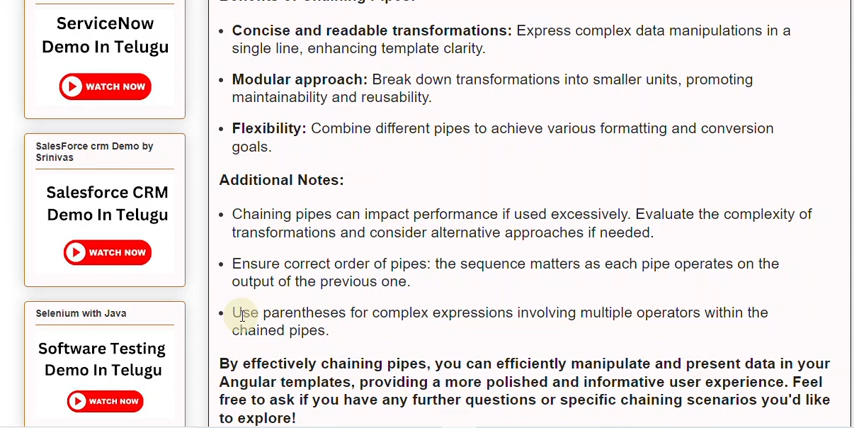 ServiceNow
Demo In Telugu
WATCH NOW
SalesForce crm Demo by
Srinivas
Salesforce CRM
Demo In Telugu
WATCH NOW
Selenium with Java
Software Testing
Demo In Telugu
WATCH NOW
Benefits of Chaining Pipes:
Concise and readable transformations: Express complex data manipulations in a
single line, enhancing template clarity.
Modular approach: Break down transformations into smaller units, promoting
maintainability and reusability.
Flexibility: Combine different pipes to achieve various formatting and conversion
goals.
Additional Notes:
Chaining pipes can impact performance if used excessively. Evaluate the complexity of
transformations and consider alternative approaches if needed.
Ensure correct order of pipes: the sequence matters as each pipe operates on the
output of the previous one.
Use parentheses for complex expressions involving multiple operators within the
chained pipes.
By effectively chaining pipes, you can efficiently manipulate and present data in your
Angular templates, providing a more polished and informative user experience. Feel
free to ask if you have any further questions or specific chaining scenarios you'd like
to explore!